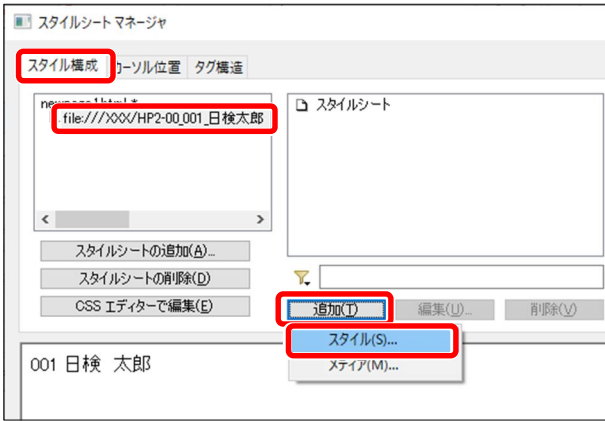 スタイルシート マネージャ
スタイル構成 カーソル位置 タグ構造
newpage1.html *
file:///XXX/HP2-00_001_日検太郎
スタイルシート
スタイルシートの追加(A)...
スタイルシートの削除(D)
CSS エディターで編集(E)
追加(T) 編集(U)... 削除(V)
スタイル(S)...
メディア(M)...
001 日検 太郎